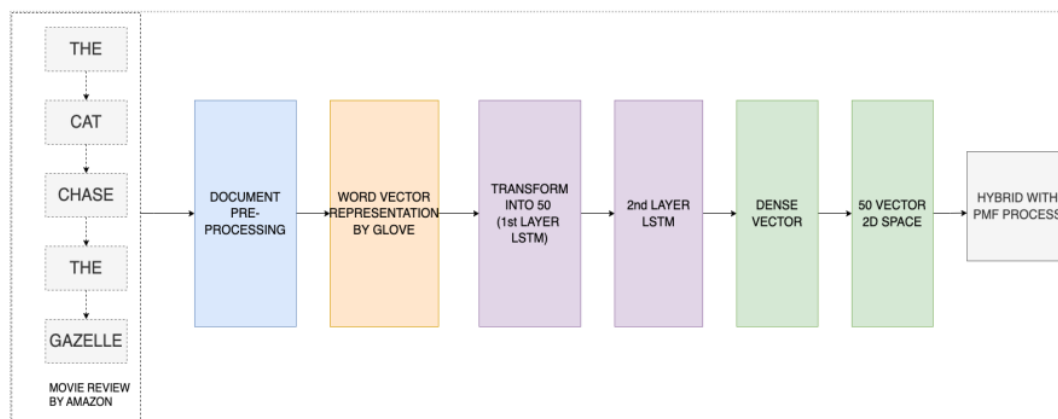 THE
CAT
CHASE
THE
GAZELLE
MOVIE REVIEW
BY AMAZON
DOCUMENT
PRE-
PROCESSING
WORD VECTOR
REPRESENTATION
BY GLOVE
TRANSFORM
INTO 50
(1st LAYER
LSTM)
2nd LAYER
LSTM
DENSE
VECTOR
50 VECTOR
2D SPACE
HYBRID WITH
PMF PROCESS